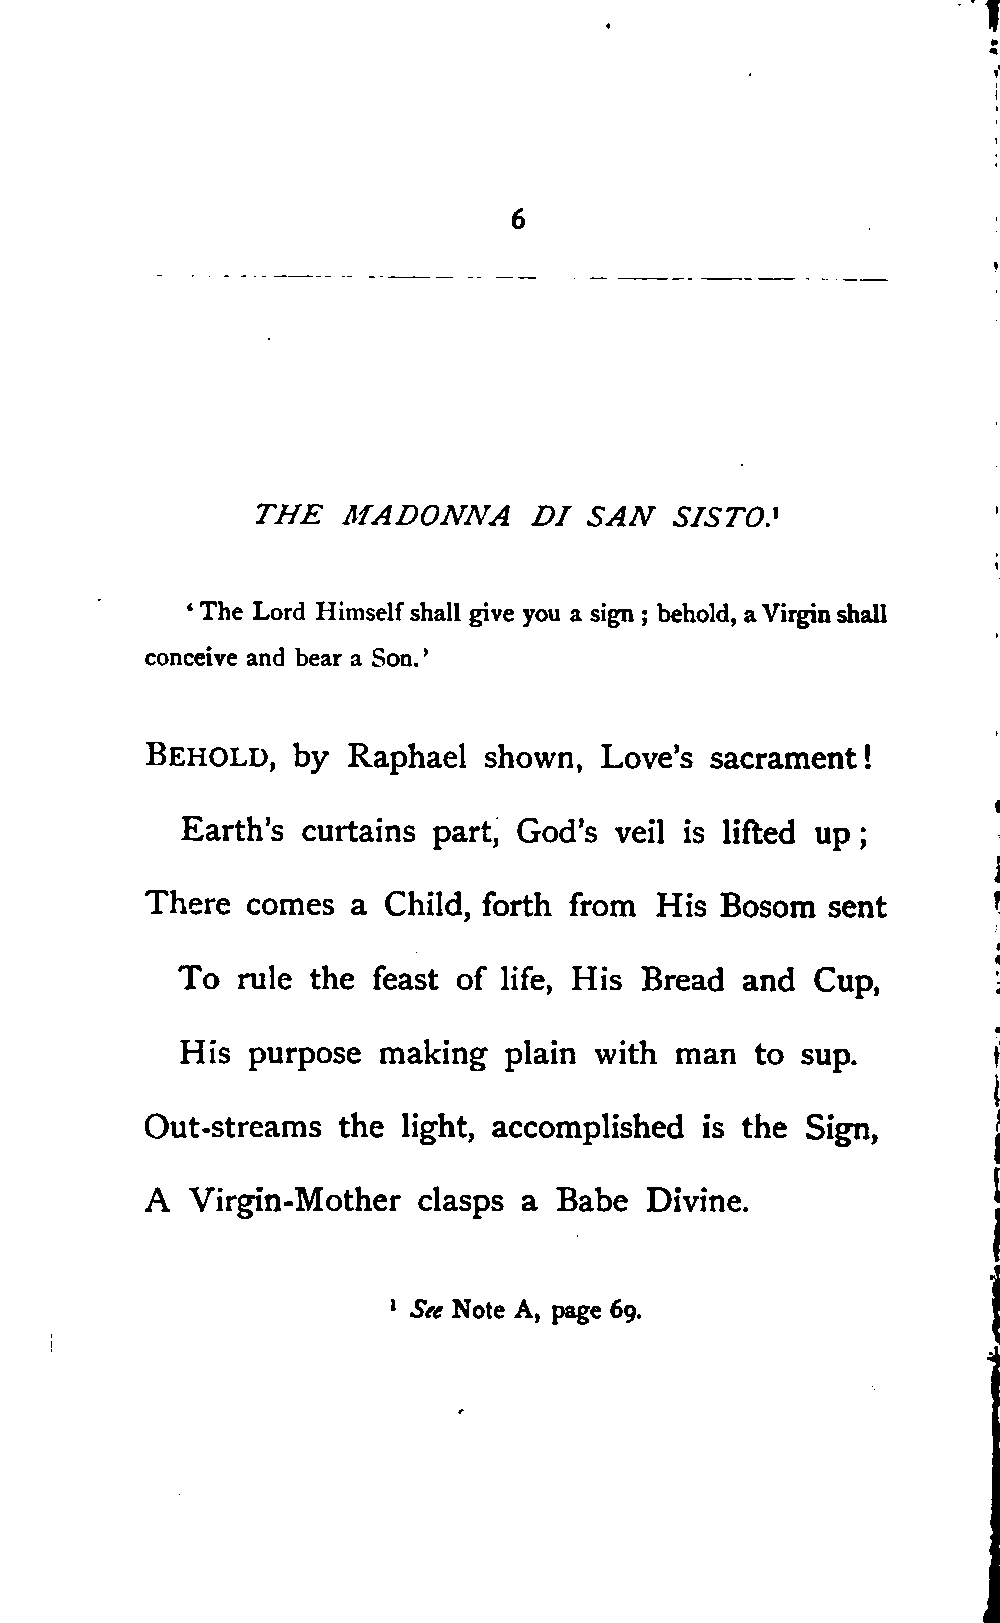 6
THE MADONNA DI SAN SISTO.¹
‘The Lord Himself shall give you a sign; behold, a Virgin shall
conceive and bear a Son.’
BEHOLD, by Raphael shown, Love's sacrament!
Earth's curtains part, God's veil is lifted up;
There comes a Child, forth from His Bosom sent
To rule the feast of life, His Bread and Cup,
His purpose making plain with man to sup.
Out-streams the light, accomplished is the Sign,
A Virgin-Mother clasps a Babe Divine.
¹ See Note A, page 69.